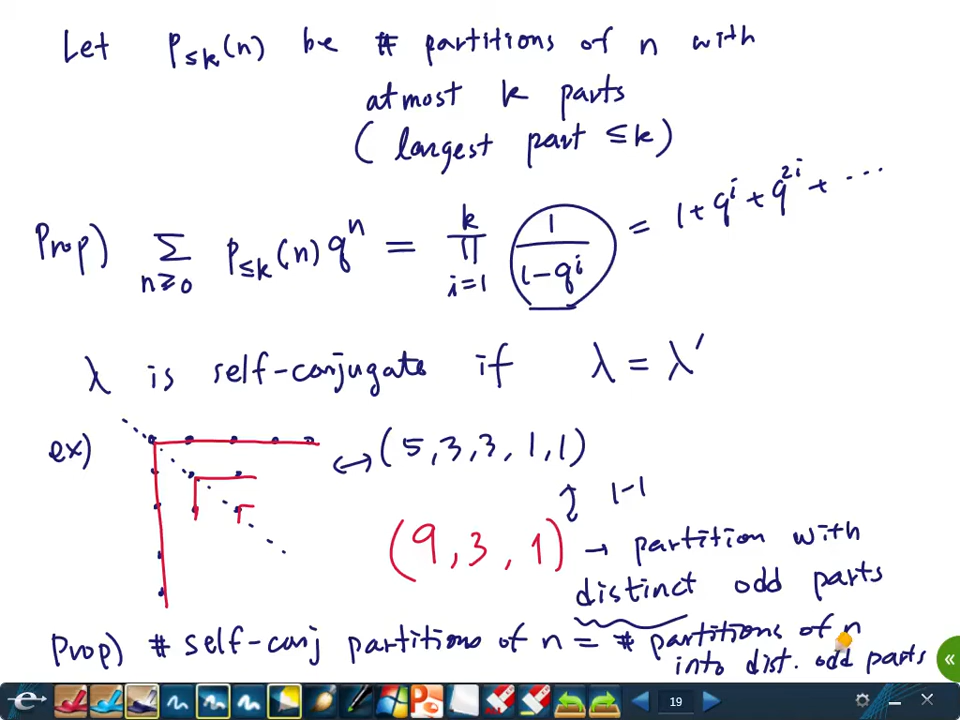 Let P≤k(n) be # partitions of n with
atmost k parts
( largest part ≤k)
Prop) Σ n≥0 P≤k(n) q^n = k Π i=1 1/(1-q^i) = 1+ q^i + q^2i + ...
λ is self-conjugate if λ = λ'
ex) ↔ (5,3,3,1,1)
↕ 1-1
(9,3,1) → partition with
distinct odd parts
Prop) # self-conj partitions of n = # partitions of n
into dist. odd parts
19